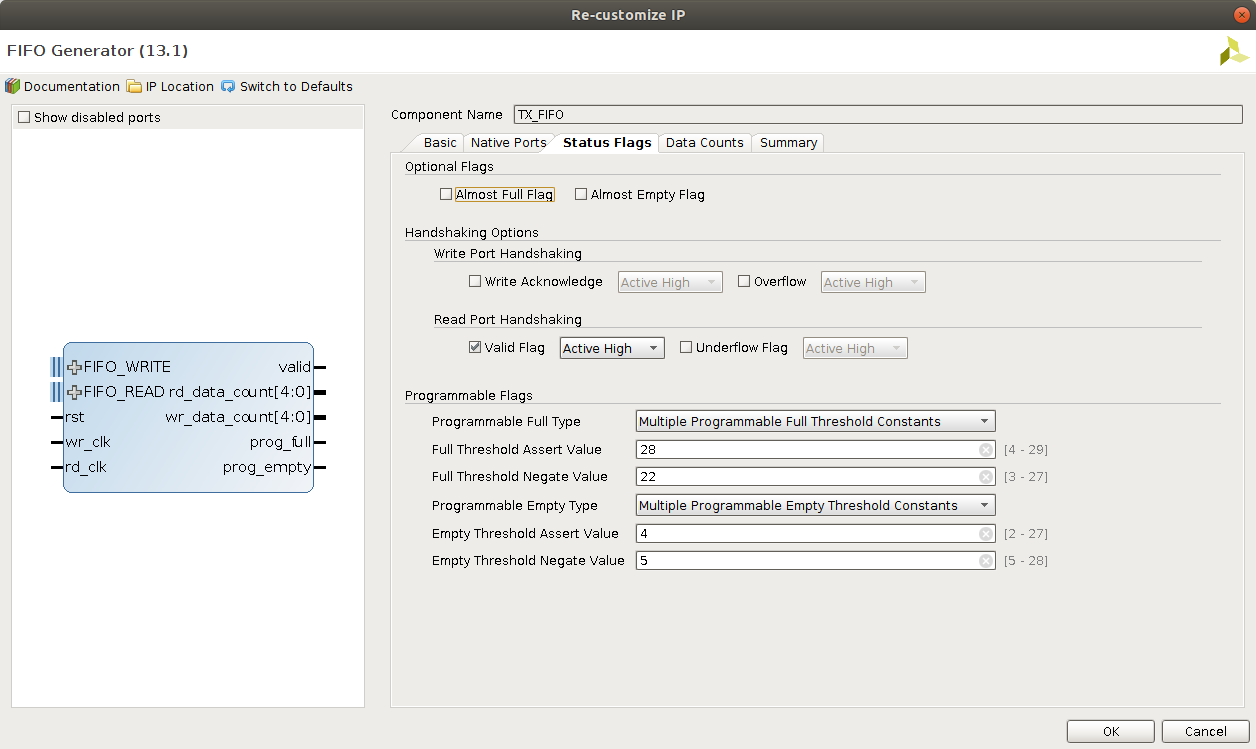 Re-customize IP
FIFO Generator (13.1)
Documentation IP Location Switch to Defaults
Show disabled ports
FIFO_WRITE valid
FIFO_READ rd_data_count[4:0]
rst wr_data_count[4:0]
wr_clk prog_full
rd_clk prog_empty
Component Name TX_FIFO
Basic Native Ports Status Flags Data Counts Summary
Optional Flags
Almost Full Flag Almost Empty Flag
Handshaking Options
Write Port Handshaking
Write Acknowledge Active High Overflow Active High
Read Port Handshaking
Valid Flag Active High Underflow Flag Active High
Programmable Flags
Programmable Full Type Multiple Programmable Full Threshold Constants
Full Threshold Assert Value 28 [4 - 29]
Full Threshold Negate Value 22 [3 - 27]
Programmable Empty Type Multiple Programmable Empty Threshold Constants
Empty Threshold Assert Value 4 [2 - 27]
Empty Threshold Negate Value 5 [5 - 28]
OK Cancel